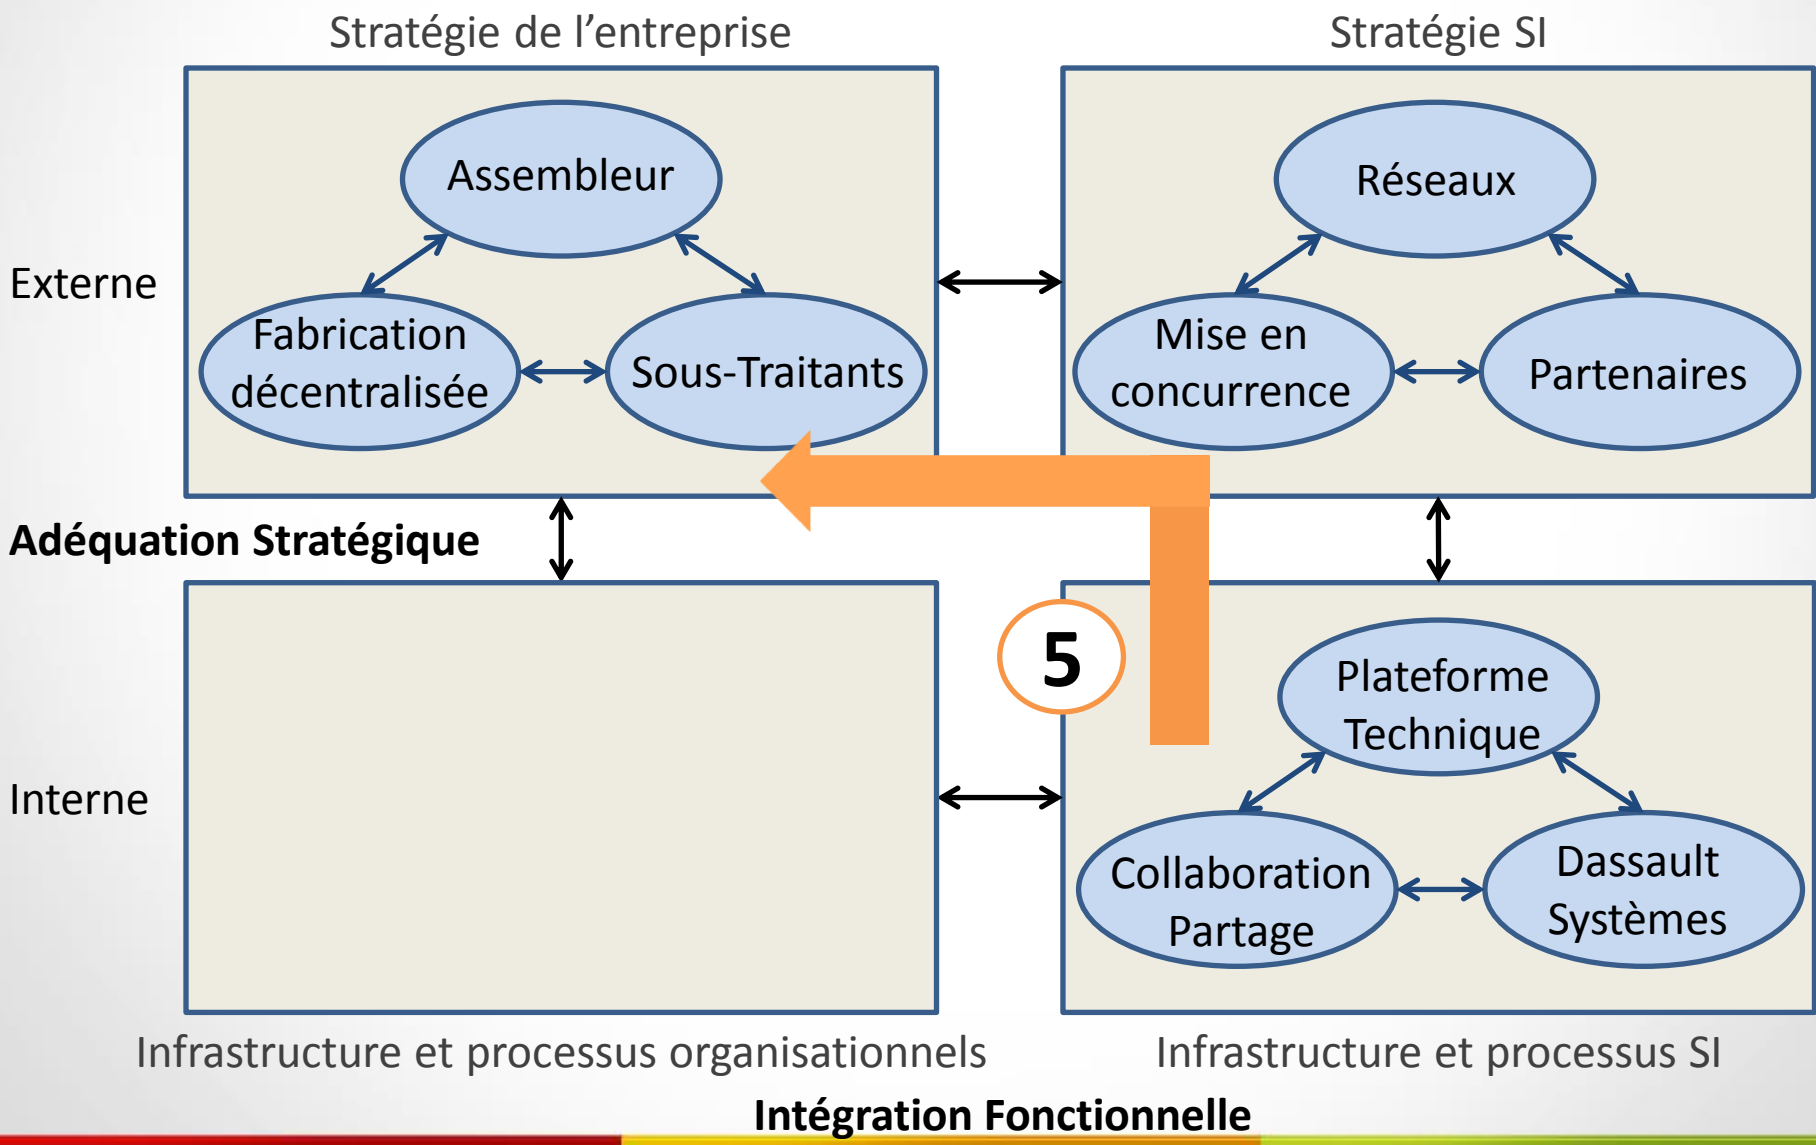 Stratégie de l’entreprise
Stratégie SI
Assembleur
Réseaux
Externe
Fabrication
décentralisée
Sous-Traitants
Mise en
concurrence
Partenaires
Adéquation Stratégique
5
Plateforme
Technique
Interne
Collaboration
Partage
Dassault
Systèmes
Infrastructure et processus organisationnels
Infrastructure et processus SI
Intégration Fonctionnelle